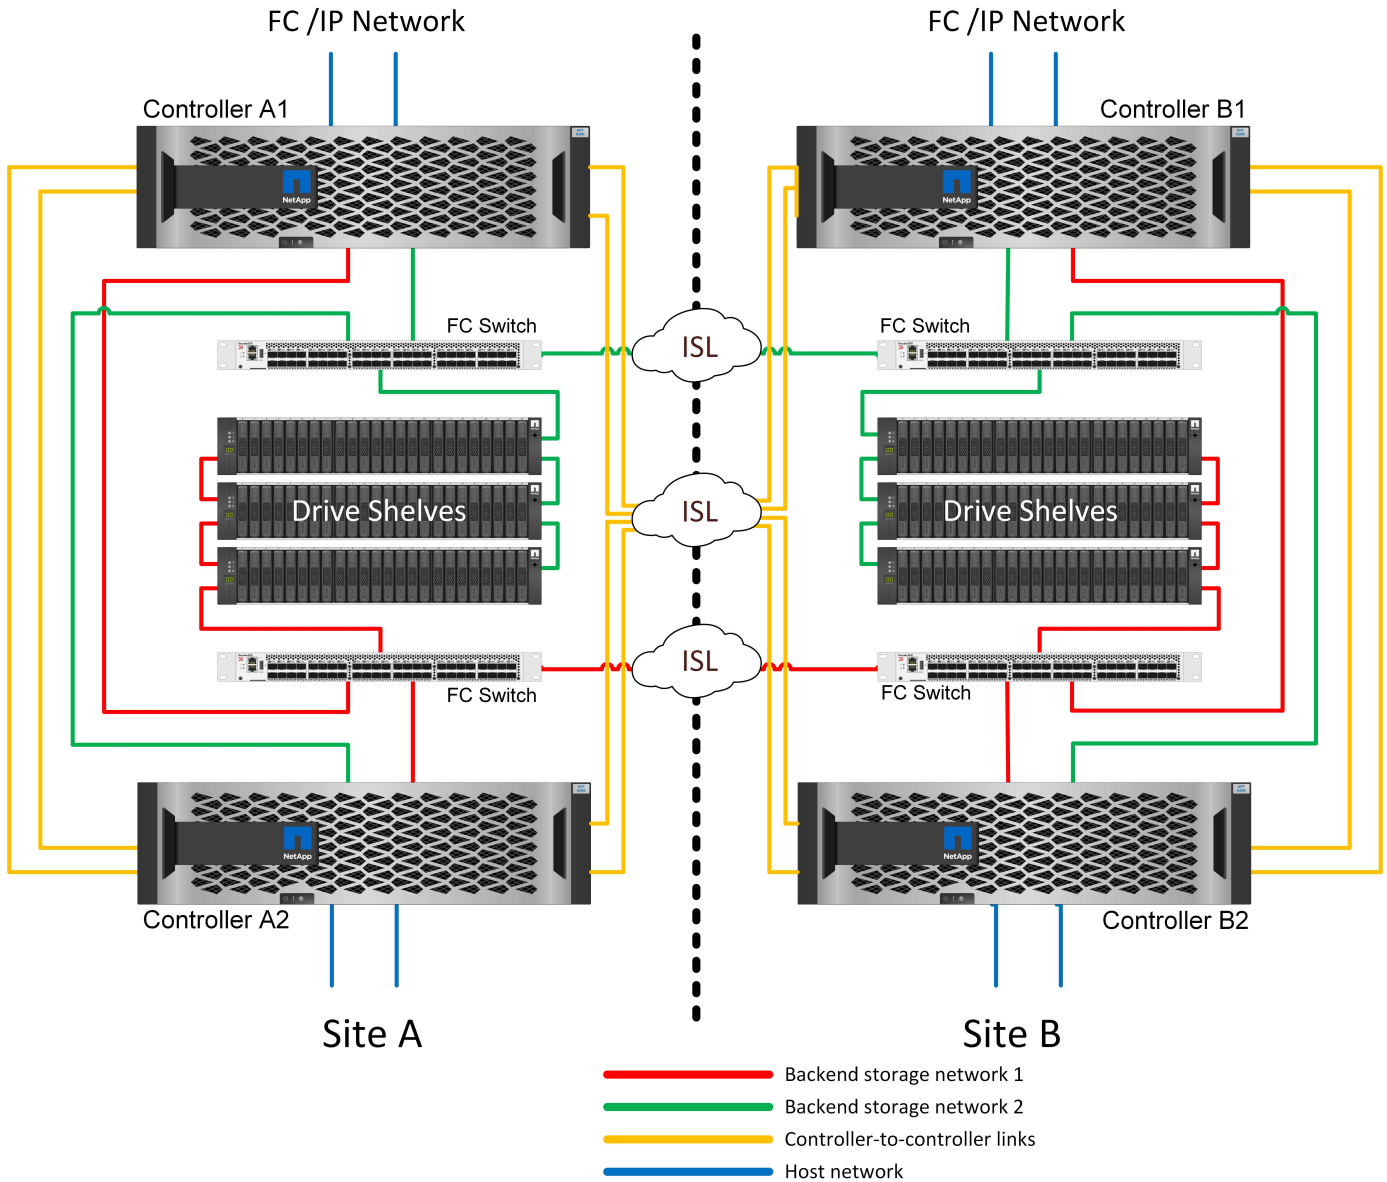 FC /IP Network
FC /IP Network
Controller A1
Controller B1
NetApp
NetApp
FC Switch
ISL
FC Switch
Drive Shelves
ISL
Drive Shelves
ISL
FC Switch
FC Switch
NetApp
NetApp
Controller A2
Controller B2
Site A
Site B
Backend storage network 1
Backend storage network 2
Controller-to-controller links
Host network